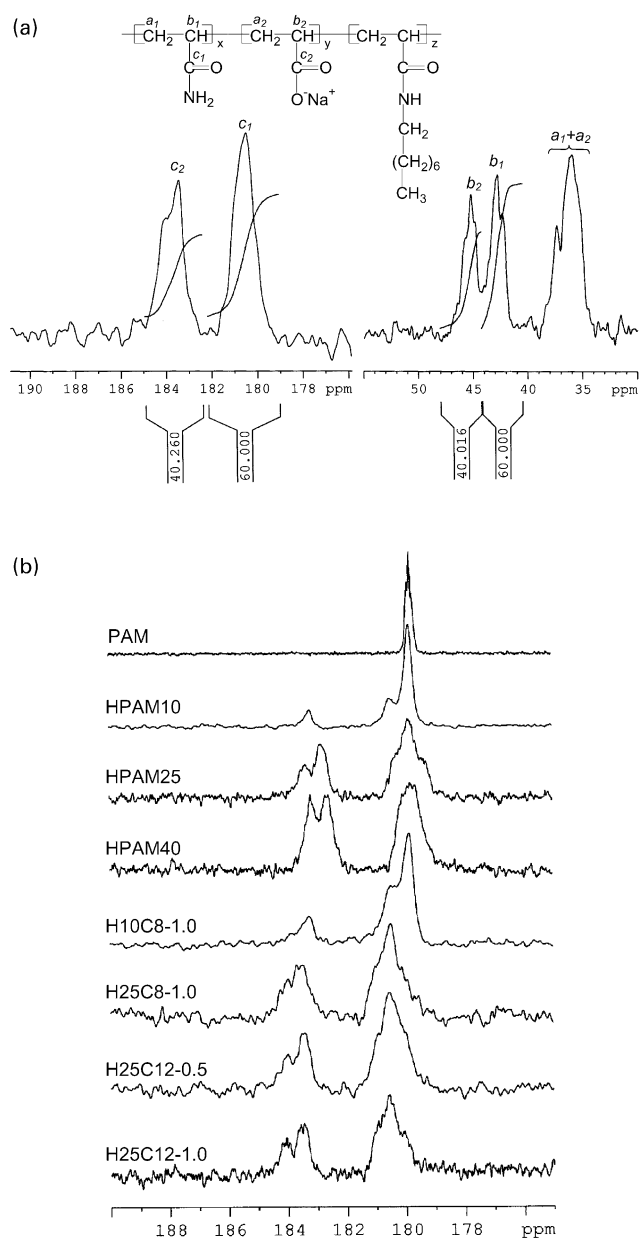 (a)
a1 b1 a2 b2
CH2 CH x CH2 CH y CH2 CH z
c1 c2
C=O C=O C=O
NH2 O-Na+ NH
CH2
(CH2)6
CH3
c2 c1 b2 b1 a1+a2
190 188 186 184 182 180 178 ppm 50 45 40 35 ppm
40.260 60.000 40.016 60.000
(b)
PAM
HPAM10
HPAM25
HPAM40
H10C8-1.0
H25C8-1.0
H25C12-0.5
H25C12-1.0
188 186 184 182 180 178 ppm